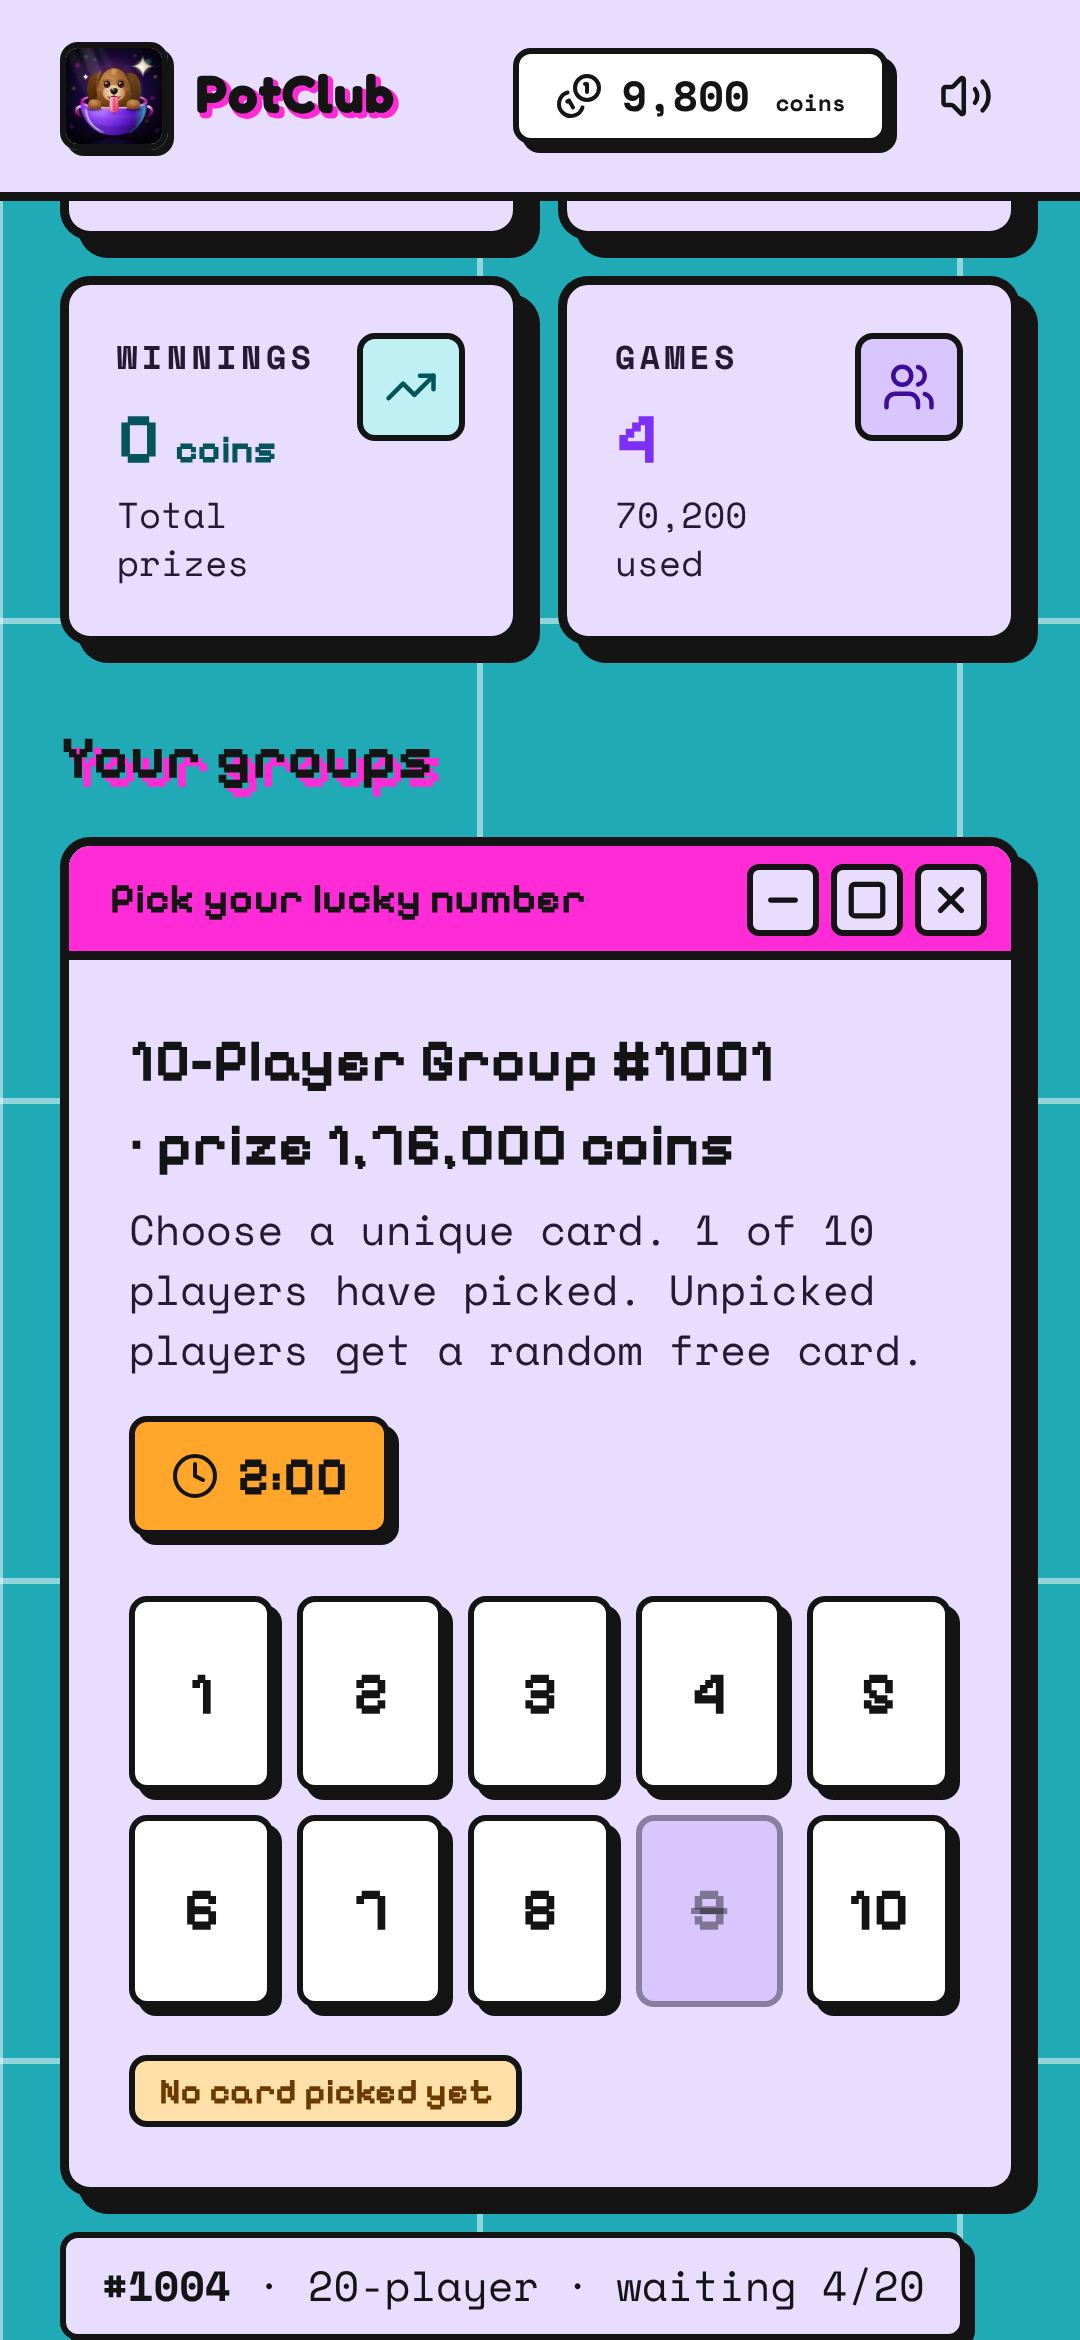 PotClub
9,800 coins
WINNINGS
0 coins
Total
prizes
GAMES
4
70,200
used
Your groups
Pick your lucky number
10-Player Group #1001
· prize 1,76,000 coins
Choose a unique card. 1 of 10
players have picked. Unpicked
players get a random free card.
2:00
1 2 3 4 5
6 7 8 9 10
No card picked yet
#1004 · 20-player · waiting 4/20